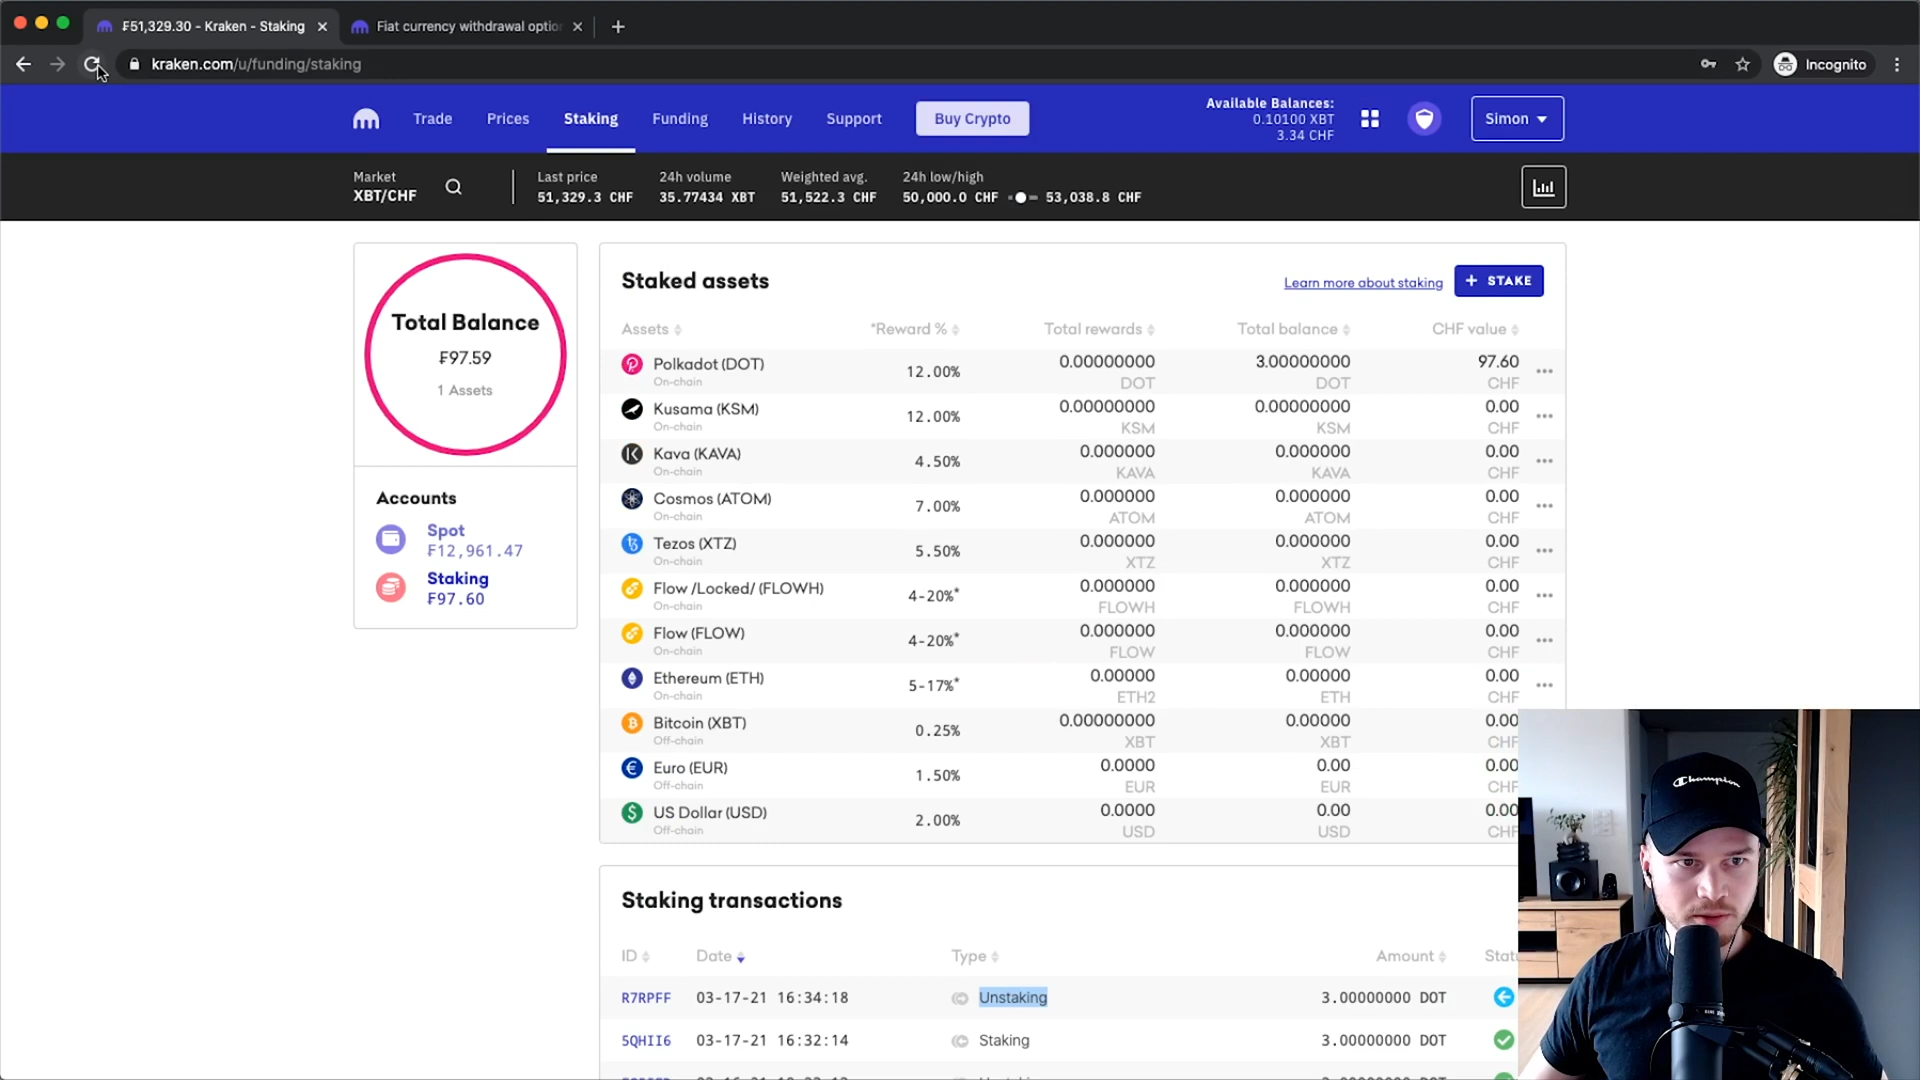 ₣51,329.30 - Kraken - Staking
Fiat currency withdrawal optio
kraken.com/u/funding/staking
Incognito
Trade
Prices
Staking
Funding
History
Support
Buy Crypto
Available Balances:
0.10100 XBT
3.34 CHF
Simon
Market
XBT/CHF
Last price
51,329.3 CHF
24h volume
35.77434 XBT
Weighted avg.
51,522.3 CHF
24h low/high
50,000.0 CHF
53,038.8 CHF
Total Balance
₣97.59
1 Assets
Accounts
Spot
₣12,961.47
Staking
₣97.60
Staked assets
Learn more about staking
+ STAKE
Assets *Reward % Total rewards Total balance CHF value
Polkadot (DOT) 12.00% 0.00000000 3.00000000 97.60
On-chain DOT DOT CHF
Kusama (KSM) 12.00% 0.00000000 0.00000000 0.00
On-chain KSM KSM CHF
Kava (KAVA) 4.50% 0.000000 0.000000 0.00
On-chain KAVA KAVA CHF
Cosmos (ATOM) 7.00% 0.000000 0.000000 0.00
On-chain ATOM ATOM CHF
Tezos (XTZ) 5.50% 0.000000 0.000000 0.00
On-chain XTZ XTZ CHF
Flow /Locked/ (FLOWH) 4-20%* 0.000000 0.000000 0.00
On-chain FLOWH FLOWH CHF
Flow (FLOW) 4-20%* 0.000000 0.000000 0.00
On-chain FLOW FLOW CHF
Ethereum (ETH) 5-17%* 0.00000 0.00000 0.00
On-chain ETH2 ETH CHF
Bitcoin (XBT) 0.25% 0.00000000 0.00000 0.00
Off-chain XBT XBT CHF
Euro (EUR) 1.50% 0.0000 0.00 0.00
Off-chain EUR EUR CHF
US Dollar (USD) 2.00% 0.0000 0.00 0.00
Off-chain USD USD CHF
Staking transactions
ID Date Type Amount Statu
R7RPFF 03-17-21 16:34:18 Unstaking 3.00000000 DOT
5QHII6 03-17-21 16:32:14 Staking 3.00000000 DOT
Champion